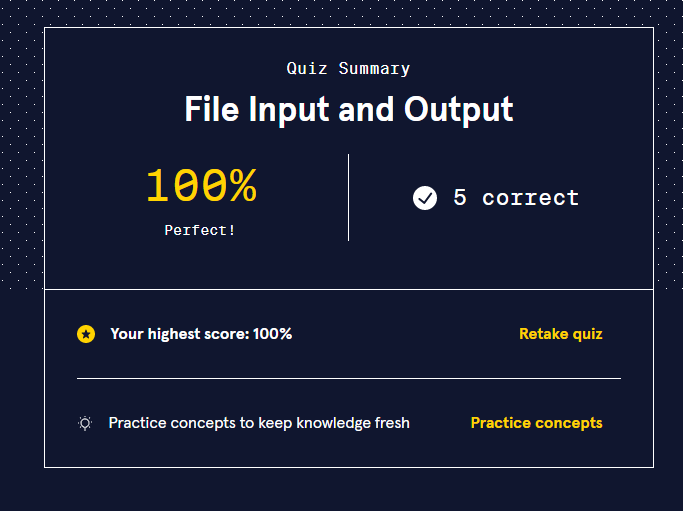 Quiz Summary
File Input and Output
100%
Perfect!
5 correct
Your highest score: 100%
Retake quiz
Practice concepts to keep knowledge fresh
Practice concepts